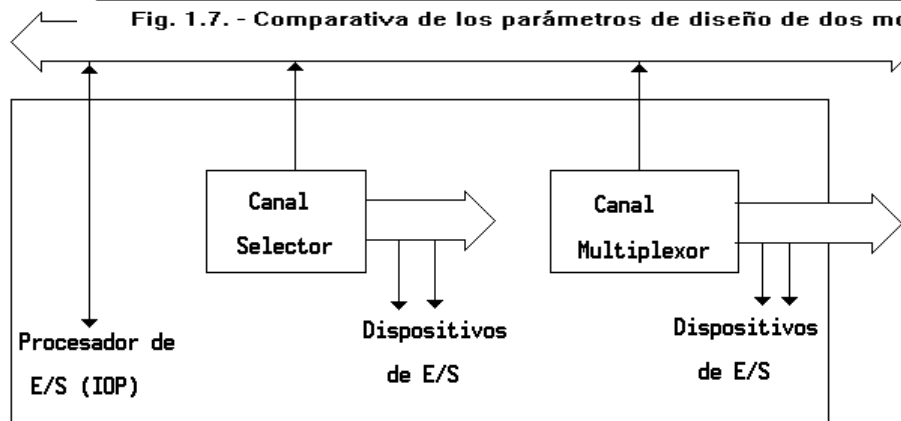 Fig. 1.7. - Comparativa de los parámetros de diseño de dos mo
Canal
Selector
Canal
Multiplexor
Procesador de
E/S (IOP)
Dispositivos
de E/S
Dispositivos
de E/S